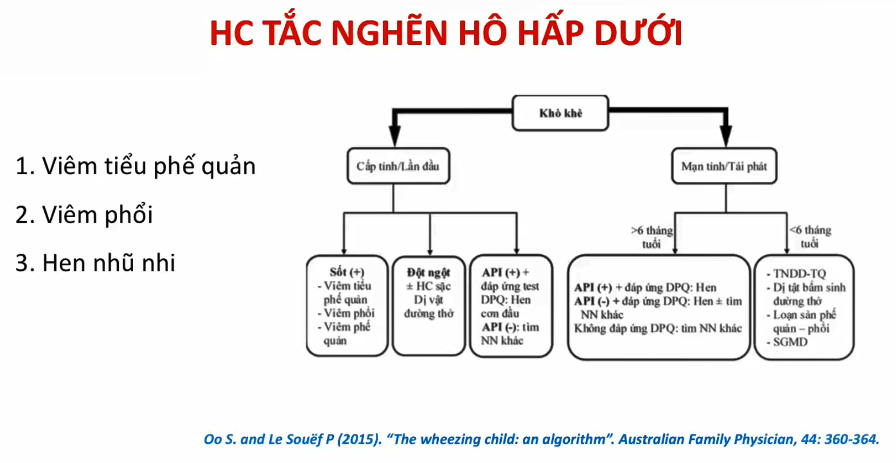 HC TẮC NGHẼN HÔ HẤP DƯỚI
1. Viêm tiểu phế quản
2. Viêm phổi
3. Hen nhũ nhi
Khò khè
Cấp tính/Lần đầu
Mạn tính/Tái phát
Sốt (+)
- Viêm tiểu
phế quản
- Viêm phổi
- Viêm phế
quản
Đột ngột
± HC sặc
Dị vật
đường thở
API (+) +
đáp ứng test
DPQ: Hen
cơn đầu
API (-): tìm
NN khác
>6 tháng
tuổi
API (+) + đáp ứng DPQ: Hen
API (-) + đáp ứng DPQ: Hen ± tìm
NN khác
Không đáp ứng DPQ: tìm NN khác
<6 tháng
tuổi
- TNDD-TQ
- Dị tật bẩm sinh
đường thở
- Loạn sản phế
quản – phổi
- SGMD
Oo S. and Le Souëf P (2015). “The wheezing child: an algorithm”. Australian Family Physician, 44: 360-364.